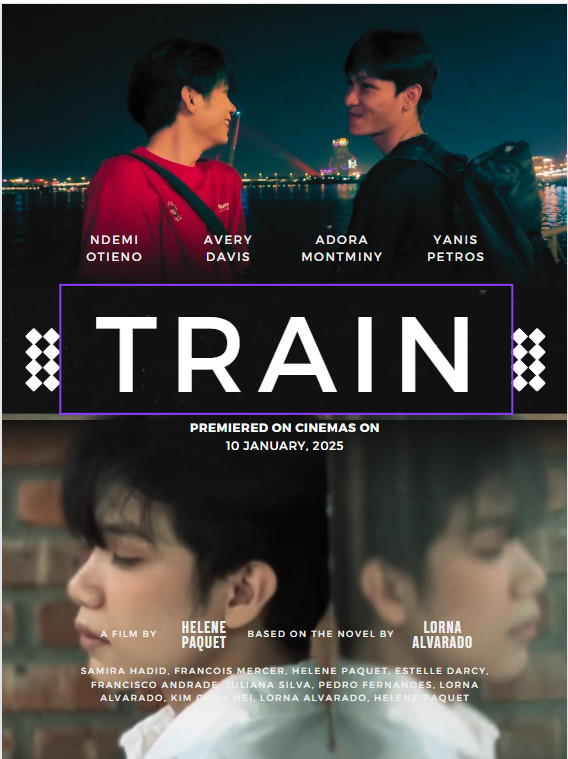 NDEMI OTIENO
AVERY DAVIS
ADORA MONTMINY
YANIS PETROS
TRAIN
PREMIERED ON CINEMAS ON
10 JANUARY, 2025
A FILM BY HELENE PAQUET BASED ON THE NOVEL BY LORNA ALVARADO
SAMIRA HADID, FRANCOIS MERCER, HELENE PAQUET, ESTELLE DARCY,
FRANCISCO ANDRADE, JULIANA SILVA, PEDRO FERNANDES, LORNA
ALVARADO, KIM CHUN HEI, LORNA ALVARADO, HELENE PAQUET